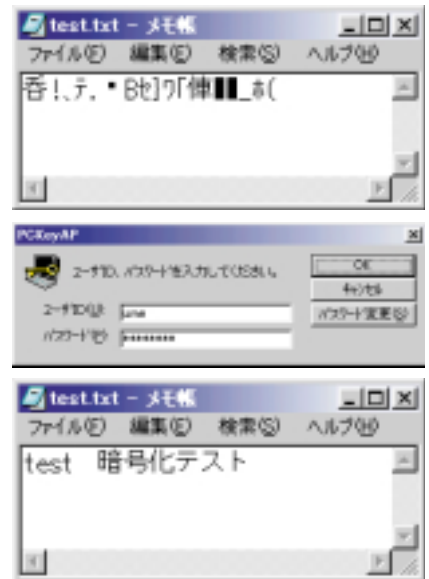 test.txt - メモ帳
ファイル(F) 編集(E) 検索(S) ヘルプ(H)
PCKeyAP
ユーザID、パスワードを入力してください。
OK
キャンセル
ユーザID(U):
パスワード(P): ********
パスワード変更(S)
test.txt - メモ帳
ファイル(F) 編集(E) 検索(S) ヘルプ(H)
test 暗号化テスト